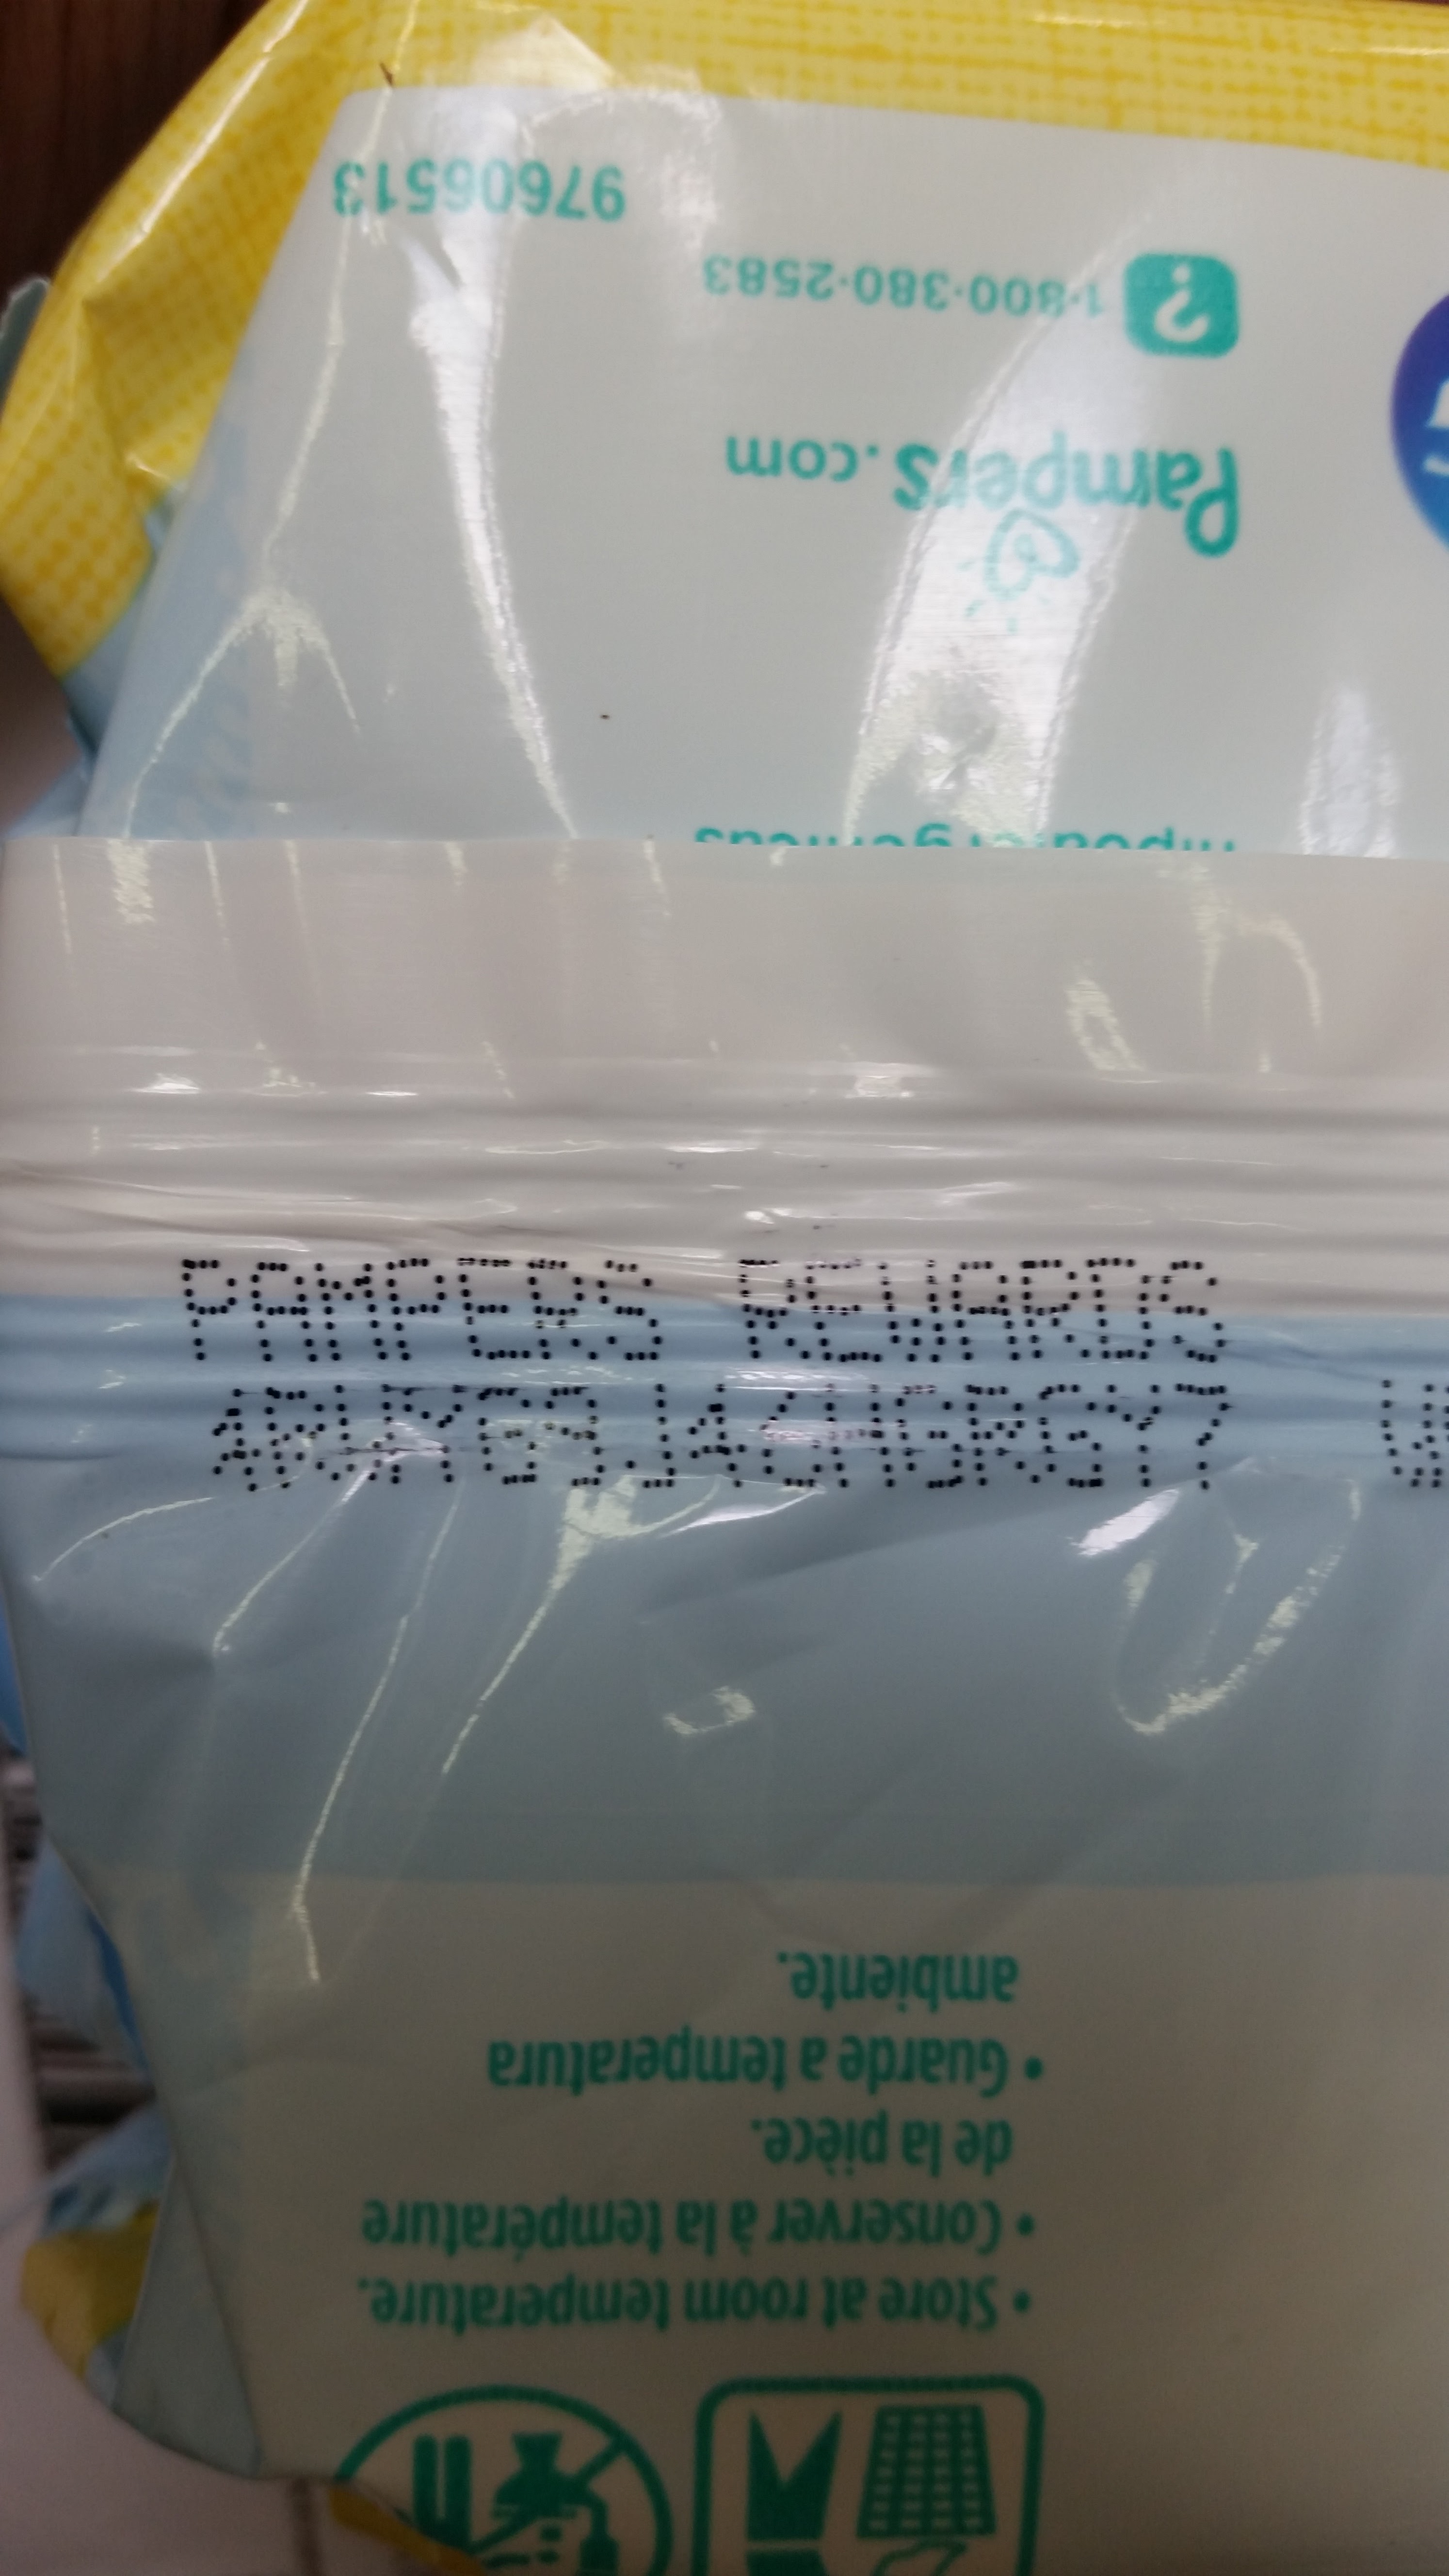 PAMPERS REWARDS
• Store at room temperature.
• Conserver à la température
de la pièce.
• Guarde a temperatura
ambiente.
Pampers.com
? 1-800-380-2583
97606513